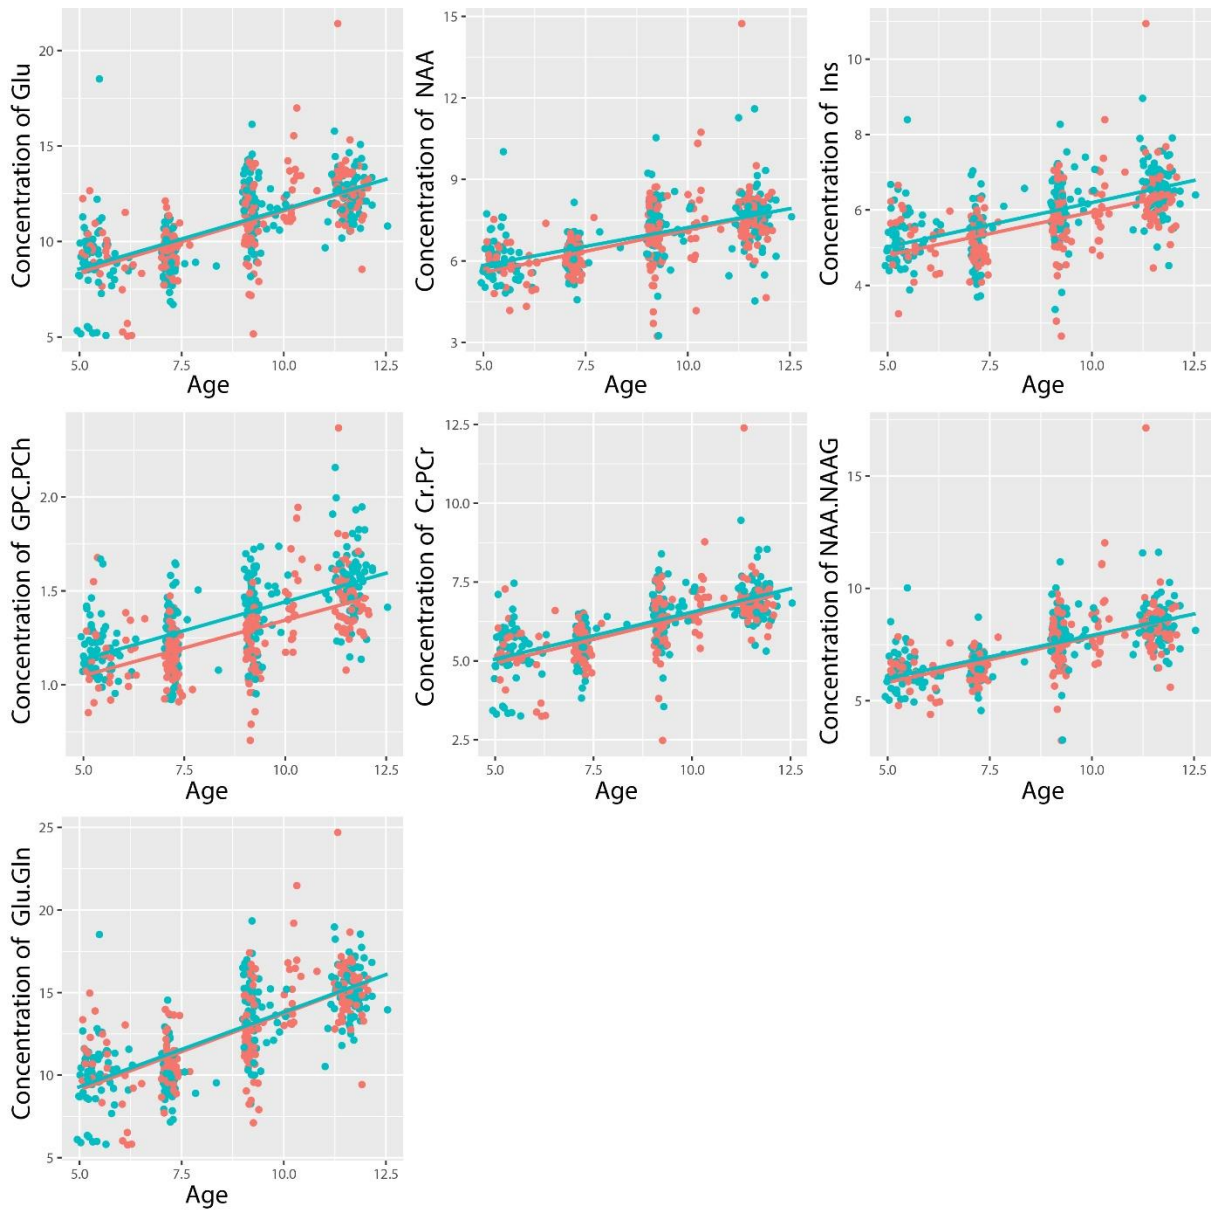 Concentration of Glu
20
15
10
5
5.0 7.5 10.0 12.5
Age
Concentration of NAA
15
12
9
6
3
5.0 7.5 10.0 12.5
Age
Concentration of Ins
10
8
6
4
5.0 7.5 10.0 12.5
Age
Concentration of GPC.PCh
2.0
1.5
1.0
5.0 7.5 10.0 12.5
Age
Concentration of Cr.PCr
12.5
10.0
7.5
5.0
2.5
5.0 7.5 10.0 12.5
Age
Concentration of NAA.NAAG
15
10
5
5.0 7.5 10.0 12.5
Age
Concentration of Glu.Gln
25
20
15
10
5
5.0 7.5 10.0 12.5
Age